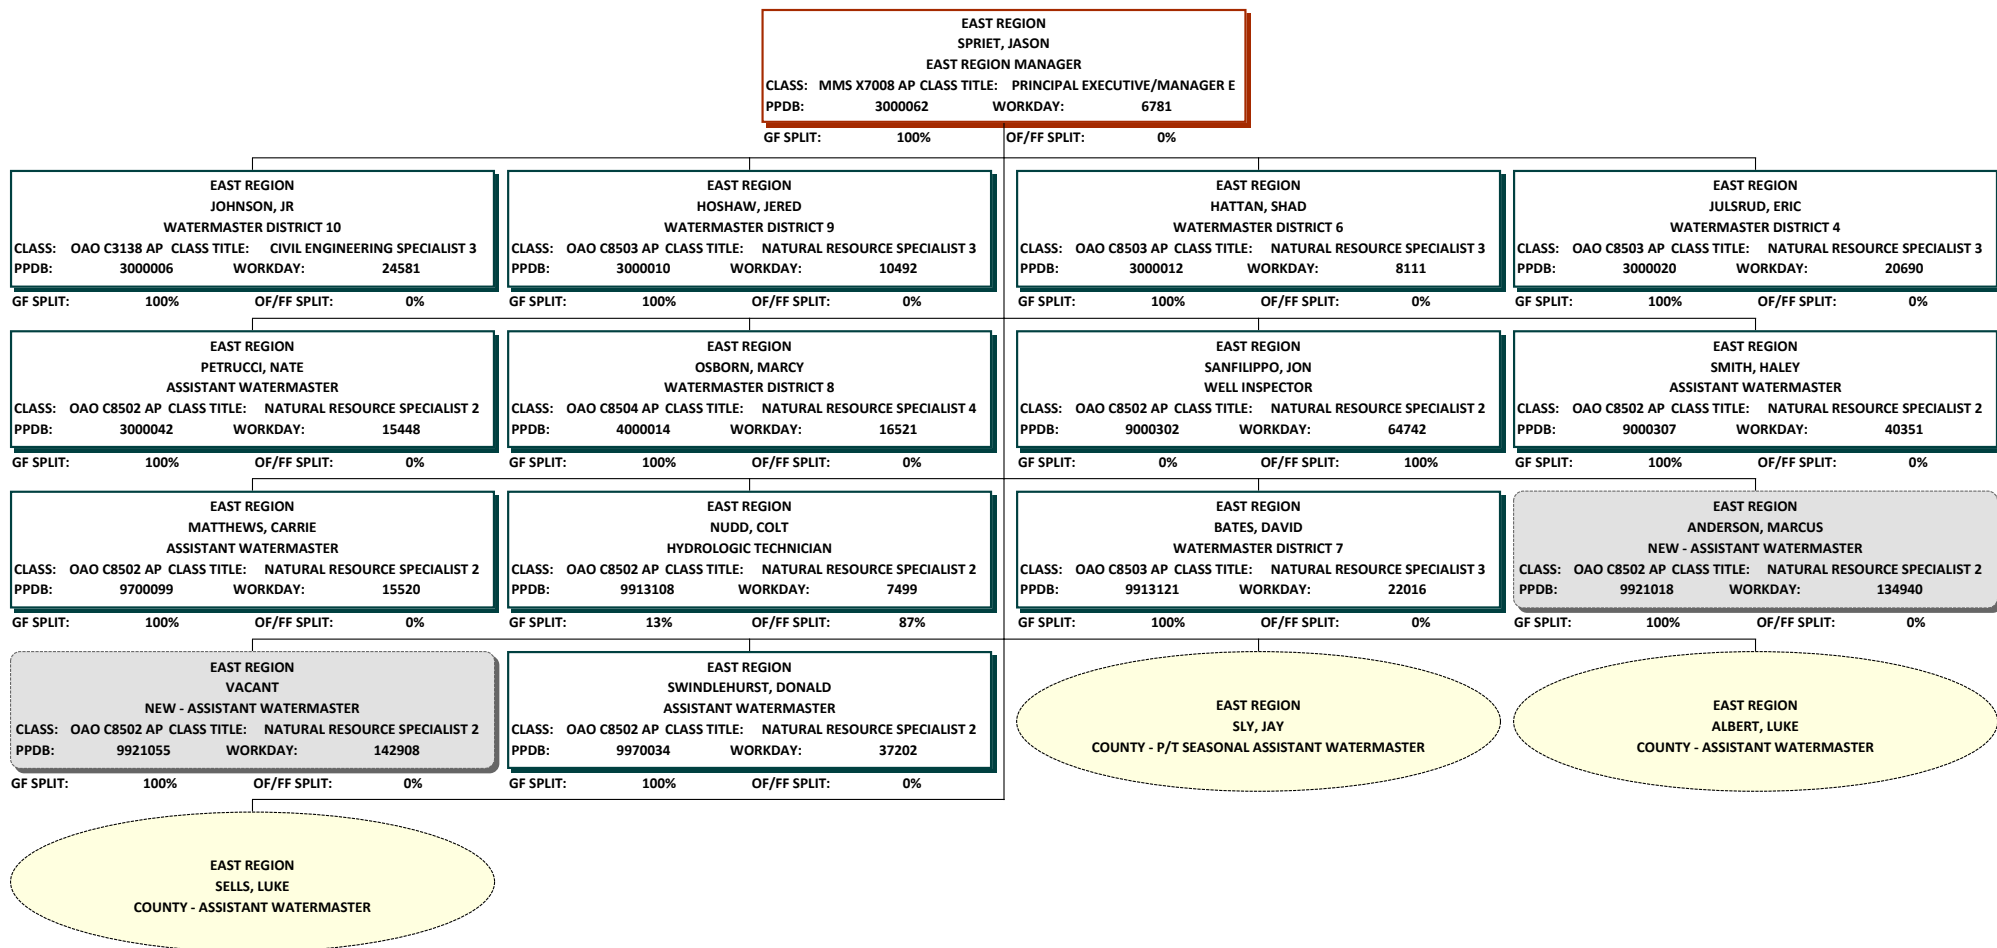 EAST REGION
SPRIET, JASON
EAST REGION MANAGER
CLASS: MMS X7008 AP CLASS TITLE: PRINCIPAL EXECUTIVE/MANAGER E
PPDB: 3000062 WORKDAY: 6781
GF SPLIT: 100% OF/FF SPLIT: 0%
EAST REGION
JOHNSON, JR
WATERMASTER DISTRICT 10
CLASS: OAO C3138 AP CLASS TITLE: CIVIL ENGINEERING SPECIALIST 3
PPDB: 3000006 WORKDAY: 24581
GF SPLIT: 100% OF/FF SPLIT: 0%
EAST REGION
HOSHAW, JERED
WATERMASTER DISTRICT 9
CLASS: OAO C8503 AP CLASS TITLE: NATURAL RESOURCE SPECIALIST 3
PPDB: 3000010 WORKDAY: 10492
GF SPLIT: 100% OF/FF SPLIT: 0%
EAST REGION
HATTAN, SHAD
WATERMASTER DISTRICT 6
CLASS: OAO C8503 AP CLASS TITLE: NATURAL RESOURCE SPECIALIST 3
PPDB: 3000012 WORKDAY: 8111
GF SPLIT: 100% OF/FF SPLIT: 0%
EAST REGION
JULSRUD, ERIC
WATERMASTER DISTRICT 4
CLASS: OAO C8503 AP CLASS TITLE: NATURAL RESOURCE SPECIALIST 3
PPDB: 3000020 WORKDAY: 20690
GF SPLIT: 100% OF/FF SPLIT: 0%
EAST REGION
PETRUCCI, NATE
ASSISTANT WATERMASTER
CLASS: OAO C8502 AP CLASS TITLE: NATURAL RESOURCE SPECIALIST 2
PPDB: 3000042 WORKDAY: 15448
GF SPLIT: 100% OF/FF SPLIT: 0%
EAST REGION
OSBORN, MARCY
WATERMASTER DISTRICT 8
CLASS: OAO C8504 AP CLASS TITLE: NATURAL RESOURCE SPECIALIST 4
PPDB: 4000014 WORKDAY: 16521
GF SPLIT: 100% OF/FF SPLIT: 0%
EAST REGION
SANFILIPPO, JON
WELL INSPECTOR
CLASS: OAO C8502 AP CLASS TITLE: NATURAL RESOURCE SPECIALIST 2
PPDB: 9000302 WORKDAY: 64742
GF SPLIT: 0% OF/FF SPLIT: 100%
EAST REGION
SMITH, HALEY
ASSISTANT WATERMASTER
CLASS: OAO C8502 AP CLASS TITLE: NATURAL RESOURCE SPECIALIST 2
PPDB: 9000307 WORKDAY: 40351
GF SPLIT: 100% OF/FF SPLIT: 0%
EAST REGION
MATTHEWS, CARRIE
ASSISTANT WATERMASTER
CLASS: OAO C8502 AP CLASS TITLE: NATURAL RESOURCE SPECIALIST 2
PPDB: 9700099 WORKDAY: 15520
GF SPLIT: 100% OF/FF SPLIT: 0%
EAST REGION
NUDD, COLT
HYDROLOGIC TECHNICIAN
CLASS: OAO C8502 AP CLASS TITLE: NATURAL RESOURCE SPECIALIST 2
PPDB: 9913108 WORKDAY: 7499
GF SPLIT: 13% OF/FF SPLIT: 87%
EAST REGION
BATES, DAVID
WATERMASTER DISTRICT 7
CLASS: OAO C8503 AP CLASS TITLE: NATURAL RESOURCE SPECIALIST 3
PPDB: 9913121 WORKDAY: 22016
GF SPLIT: 100% OF/FF SPLIT: 0%
EAST REGION
ANDERSON, MARCUS
NEW - ASSISTANT WATERMASTER
CLASS: OAO C8502 AP CLASS TITLE: NATURAL RESOURCE SPECIALIST 2
PPDB: 9921018 WORKDAY: 134940
GF SPLIT: 100% OF/FF SPLIT: 0%
EAST REGION
VACANT
NEW - ASSISTANT WATERMASTER
CLASS: OAO C8502 AP CLASS TITLE: NATURAL RESOURCE SPECIALIST 2
PPDB: 9921055 WORKDAY: 142908
GF SPLIT: 100% OF/FF SPLIT: 0%
EAST REGION
SWINDLEHURST, DONALD
ASSISTANT WATERMASTER
CLASS: OAO C8502 AP CLASS TITLE: NATURAL RESOURCE SPECIALIST 2
PPDB: 9970034 WORKDAY: 37202
GF SPLIT: 100% OF/FF SPLIT: 0%
EAST REGION
SLY, JAY
COUNTY - P/T SEASONAL ASSISTANT WATERMASTER
EAST REGION
ALBERT, LUKE
COUNTY - ASSISTANT WATERMASTER
EAST REGION
SELLS, LUKE
COUNTY - ASSISTANT WATERMASTER